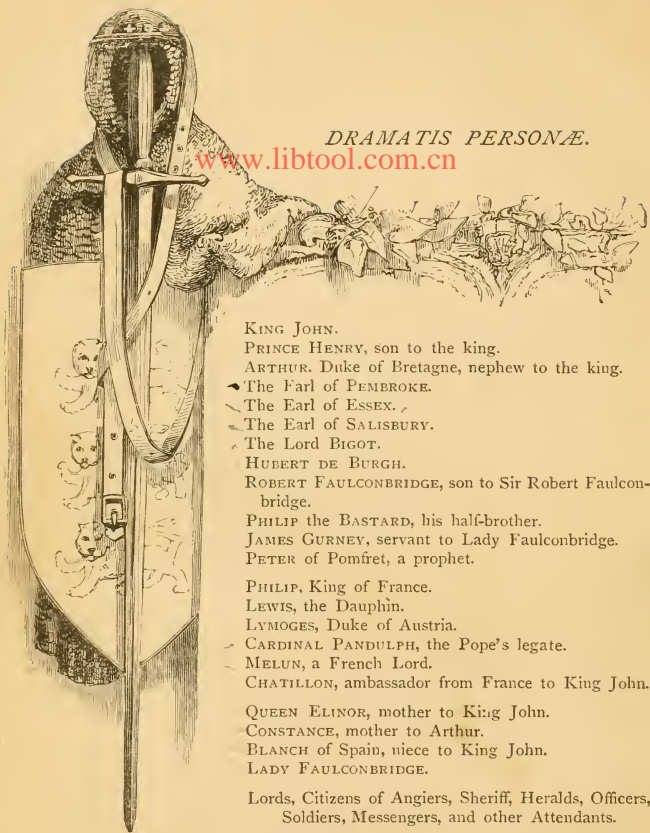 DRAMATIS PERSONÆ.
www.libtool.com.cn
KING JOHN.
PRINCE HENRY, son to the king.
ARTHUR. Duke of Bretagne, nephew to the king.
The Earl of PEMBROKE.
The Earl of ESSEX.
The Earl of SALISBURY.
The Lord BIGOT.
HUBERT DE BURGH.
ROBERT FAULCONBRIDGE, son to Sir Robert Faulcon-
bridge.
PHILIP the BASTARD, his half-brother.
JAMES GURNEY, servant to Lady Faulconbridge.
PETER of Pomfret, a prophet.
PHILIP, King of France.
LEWIS, the Dauphin.
LYMOGES, Duke of Austria.
CARDINAL PANDULPH, the Pope's legate.
MELUN, a French Lord.
CHATILLON, ambassador from France to King John.
QUEEN ELINOR, mother to King John.
CONSTANCE, mother to Arthur.
BLANCH of Spain, niece to King John.
LADY FAULCONBRIDGE.
Lords, Citizens of Angiers, Sheriff, Heralds, Officers,
Soldiers, Messengers, and other Attendants.